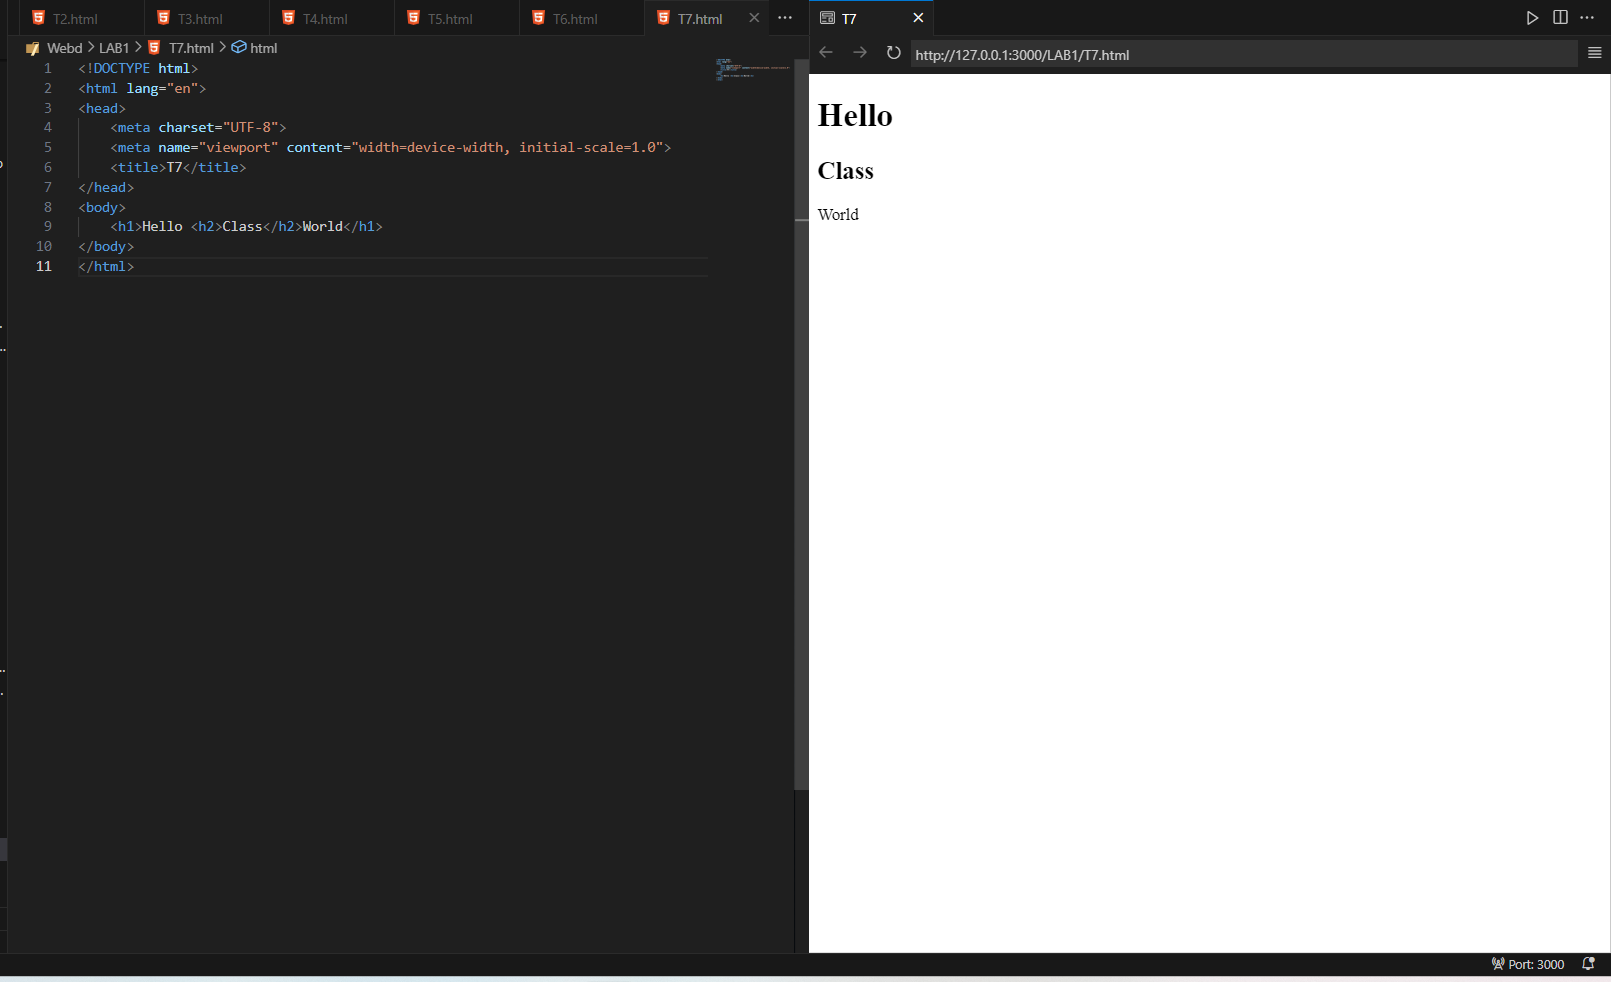 T2.html T3.html T4.html T5.html T6.html T7.html
Webd > LAB1 > T7.html > html
1 <!DOCTYPE html>
2 <html lang="en">
3 <head>
4 <meta charset="UTF-8">
5 <meta name="viewport" content="width=device-width, initial-scale=1.0">
6 <title>T7</title>
7 </head>
8 <body>
9 <h1>Hello <h2>Class</h2>World</h1>
10 </body>
11 </html>
T7
http://127.0.0.1:3000/LAB1/T7.html
Hello
Class
World
Port: 3000